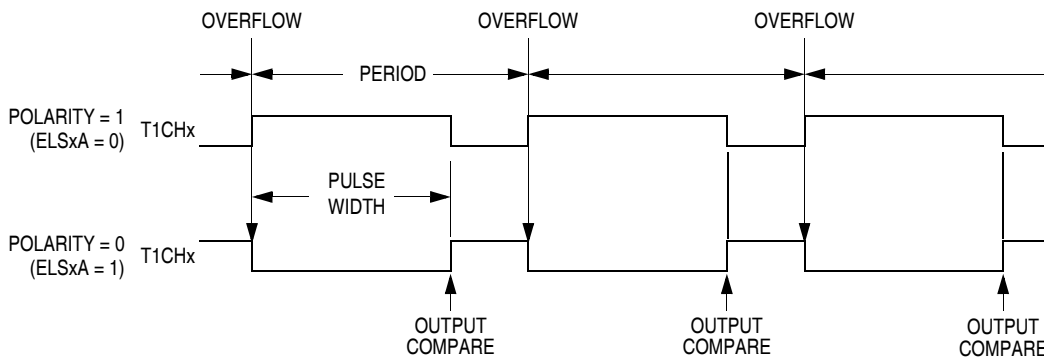 OVERFLOW OVERFLOW OVERFLOW
PERIOD
POLARITY = 1
(ELSxA = 0)
T1CHx
PULSE
WIDTH
POLARITY = 0
(ELSxA = 1)
T1CHx
OUTPUT
COMPARE
OUTPUT
COMPARE
OUTPUT
COMPARE